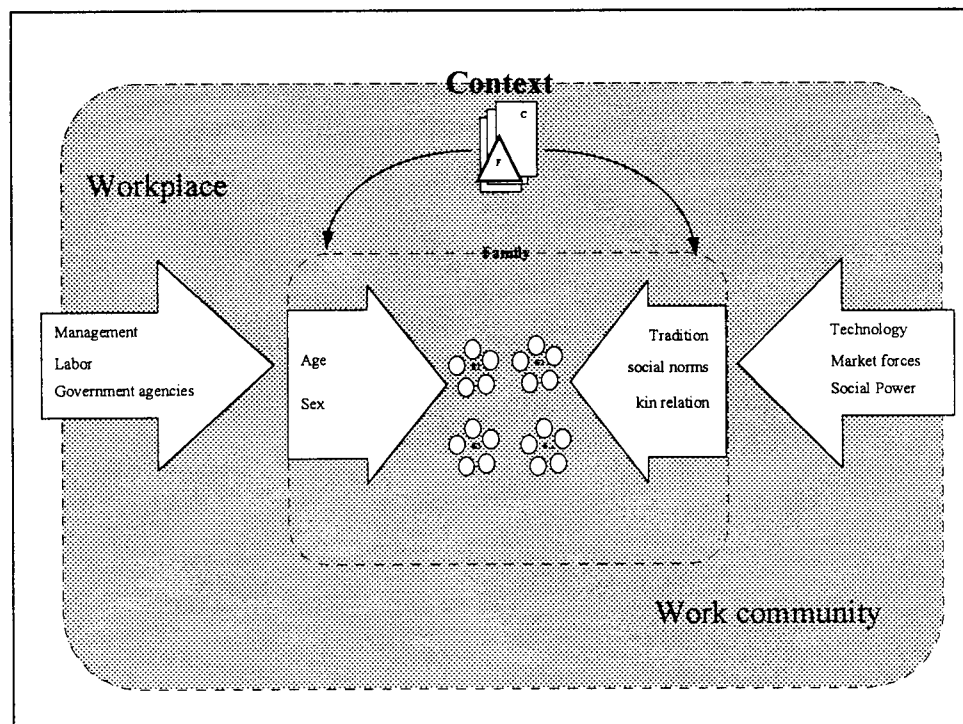 Context
C
F
Workplace
Family
Management
Labor
Government agencies
Age
Sex
Tradition
social norms
kin relation
Technology
Market forces
Social Power
Work community